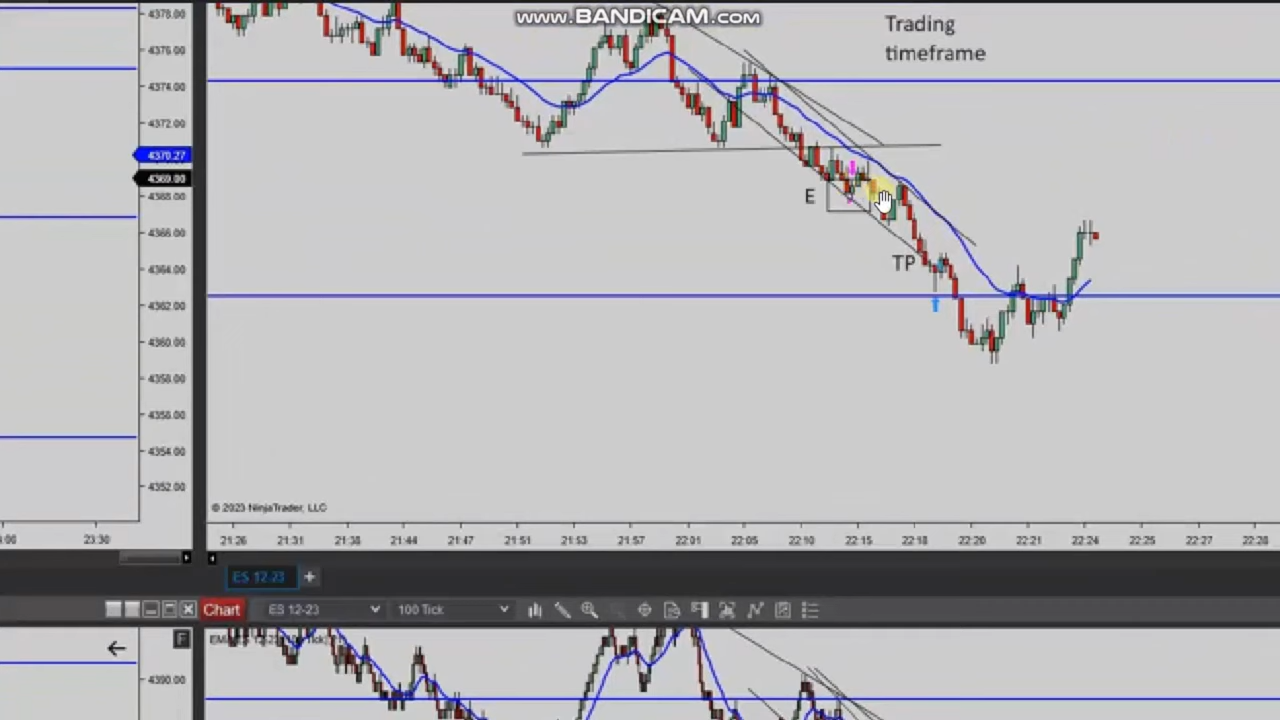 www.BANDICAM.com
Trading
timeframe
4378.00
4376.00
4374.00
4372.00
4370.27
4369.00
4368.00
4366.00
4364.00
4362.00
4360.00
4358.00
4356.00
4354.00
4352.00
E
TP
© 2023 NinjaTrader, LLC
23:30
21:26 21:31 21:38 21:44 21:47 21:51 21:53 21:57 22:01 22:05 22:10 22:15 22:18 22:20 22:21 22:24 22:25 22:27 22:28
ES 12-23 +
Chart ES 12-23 100 Tick
F
4390.00